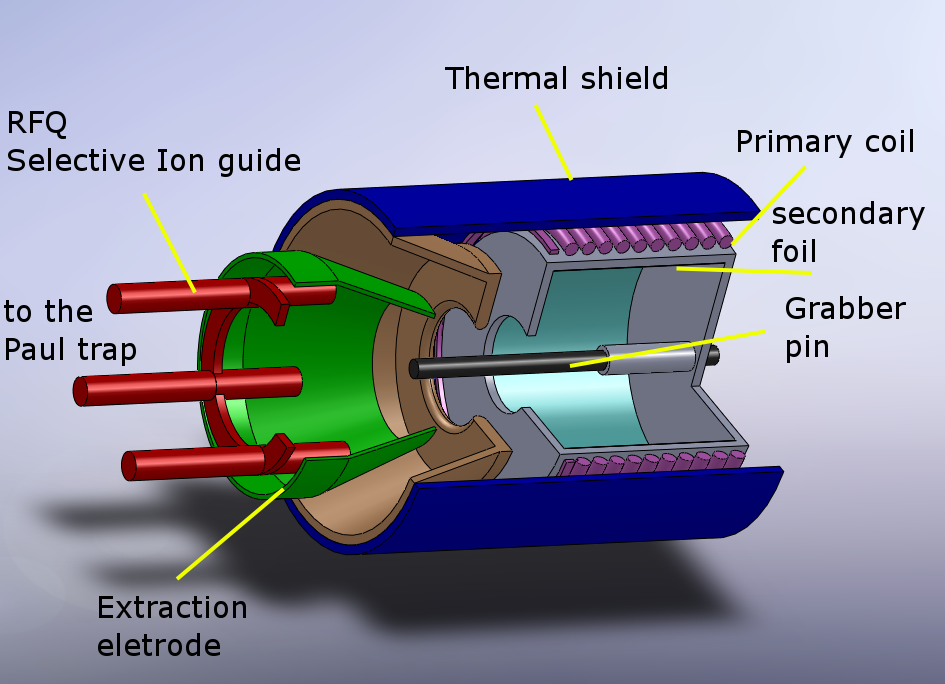 Thermal shield
RFQ
Selective Ion guide
Primary coil
secondary
foil
to the
Paul trap
Grabber
pin
Extraction
eletrode